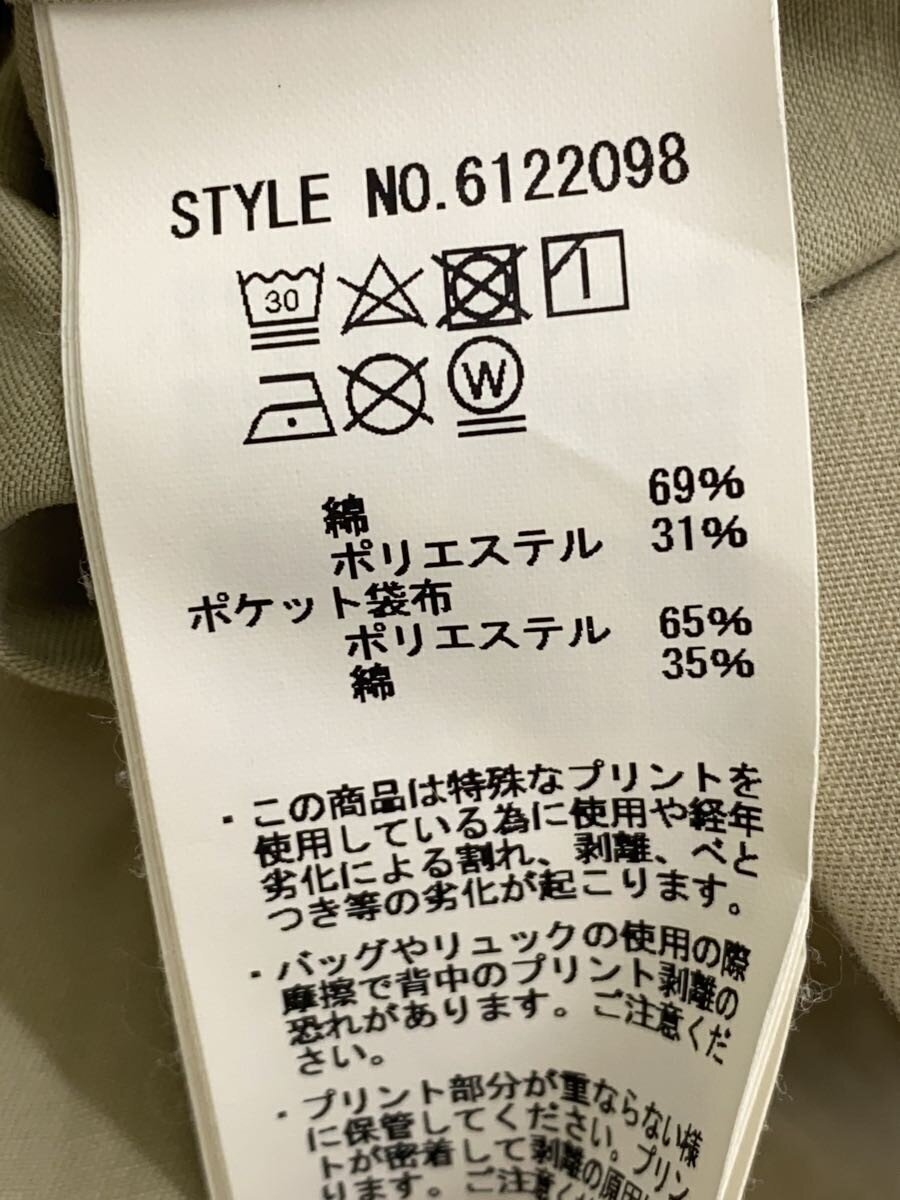 STYLE NO.6122098
30
W
綿 69%
ポリエステル 31%
ポケット袋布
ポリエステル 65%
綿 35%
・この商品は特殊なプリントを
使用している為に使用や経年
劣化による割れ、剥離、べと
つき等の劣化が起こります。
・バッグやリュックの使用の際
摩擦で背中のプリント剥離の
恐れがあります。ご注意くだ
さい。
・プリント部分が重ならない様
に保管してください。プリン
トが密着して剥離の原因
ります。ご注意くだ